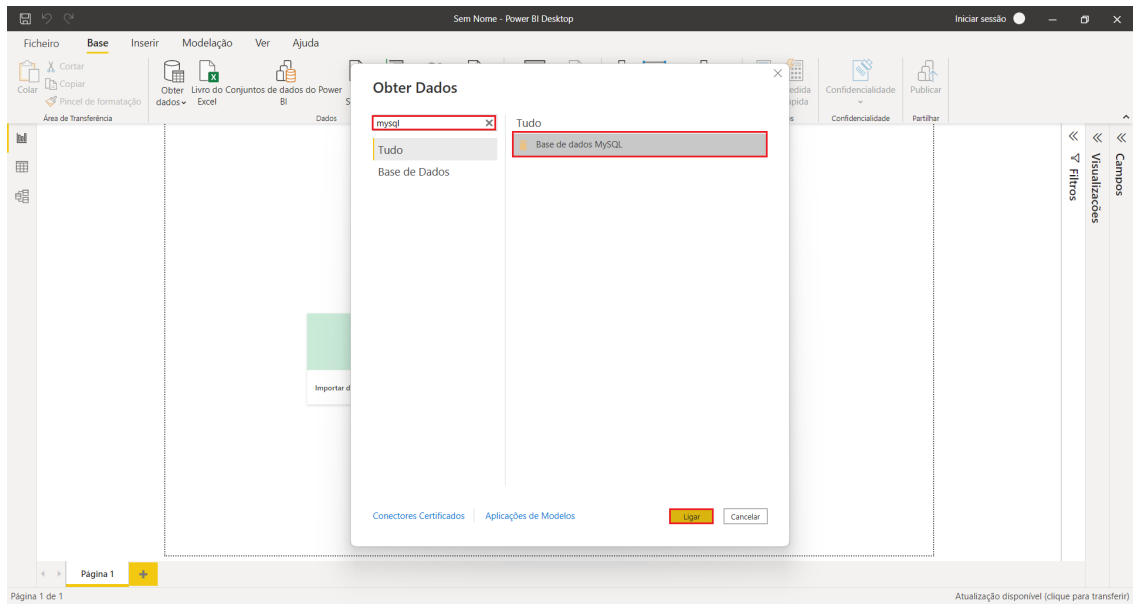 Sem Nome - Power BI Desktop
Iniciar sessão
Ficheiro Base Inserir Modelação Ver Ajuda
Colar
Cortar
Copiar
Pincel de formatação
Área de Transferência
Obter dados
Livro do Excel
Conjuntos de dados do Power BI
Dados
Confidencialidade
Confidencialidade
Publicar
Partilhar
Obter Dados
mysql
Tudo
Base de Dados
Tudo
Base de dados MySQL
Importar d
Conectores Certificados
Aplicações de Modelos
Ligar
Cancelar
Filtros
Visualizações
Campos
Página 1
Página 1 de 1
Atualização disponível (clique para transferir)